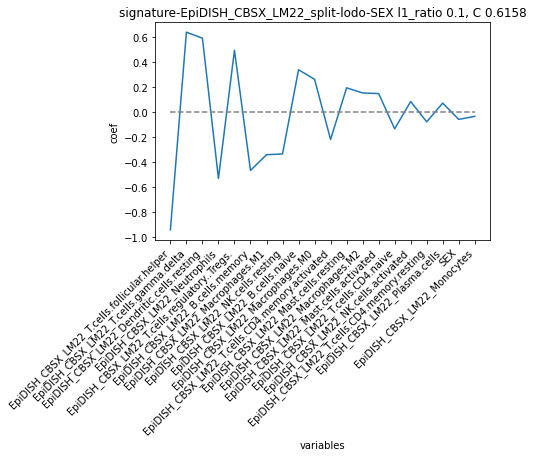 signature-EpiDISH_CBSX_LM22_split-lodo-SEX l1_ratio 0.1, C 0.6158
0.6
0.4
0.2
0.0
−0.2
−0.4
−0.6
−0.8
−1.0
coef
EpiDISH_CBSX_LM22_T.cells.follicular.helper
EpiDISH_CBSX_LM22_T.cells.gamma.delta
EpiDISH_CBSX_LM22_Dendritic.cells.resting
EpiDISH_CBSX_LM22_Neutrophils
EpiDISH_CBSX_LM22_T.cells.regulatory..Tregs.
EpiDISH_CBSX_LM22_B.cells.memory
EpiDISH_CBSX_LM22_Macrophages.M1
EpiDISH_CBSX_LM22_NK.cells.resting
EpiDISH_CBSX_LM22_B.cells.naive
EpiDISH_CBSX_LM22_Macrophages.M0
EpiDISH_CBSX_LM22_T.cells.CD4.memory.activated
EpiDISH_CBSX_LM22_Mast.cells.resting
EpiDISH_CBSX_LM22_Macrophages.M2
EpiDISH_CBSX_LM22_Mast.cells.activated
EpiDISH_CBSX_LM22_T.cells.CD4.naive
EpiDISH_CBSX_LM22_NK.cells.activated
EpiDISH_CBSX_LM22_T.cells.CD4.memory.resting
EpiDISH_CBSX_LM22_Plasma.cells
SEX
EpiDISH_CBSX_LM22_Monocytes
variables